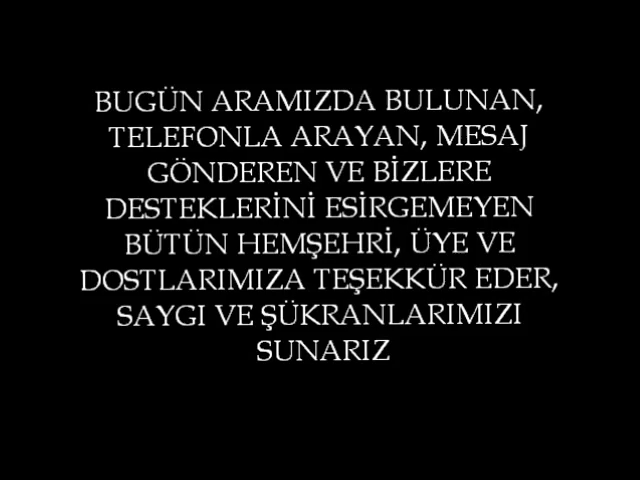 BUGÜN ARAMIZDA BULUNAN,
TELEFONLA ARAYAN, MESAJ
GÖNDEREN VE BİZLERE
DESTEKLERİNİ ESİRGEMEYEN
BÜTÜN HEMŞEHRİ, ÜYE VE
DOSTLARIMIZA TEŞEKKÜR EDER,
SAYGI VE ŞÜKRANLARIMIZI
SUNARIZ